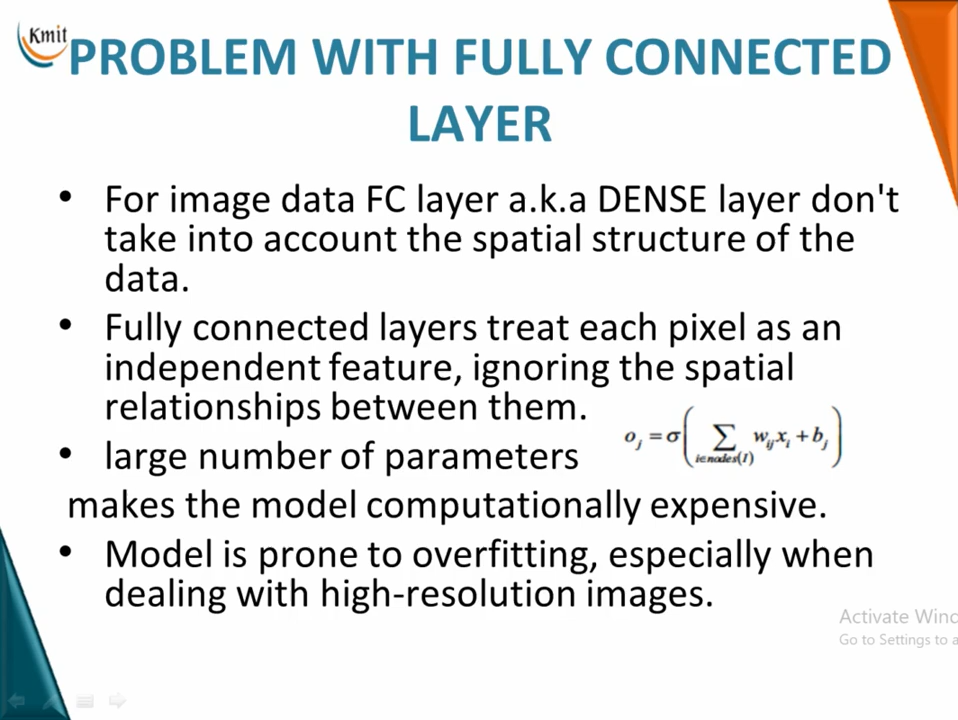 Kmit
PROBLEM WITH FULLY CONNECTED
LAYER
• For image data FC layer a.k.a DENSE layer don't
take into account the spatial structure of the
data.
• Fully connected layers treat each pixel as an
independent feature, ignoring the spatial
relationships between them.
o_j = σ( ∑_{i∈nodes(I)} w_{ij} x_i + b_j )
• large number of parameters
makes the model computationally expensive.
• Model is prone to overfitting, especially when
dealing with high-resolution images.
Activate Winc
Go to Settings to a